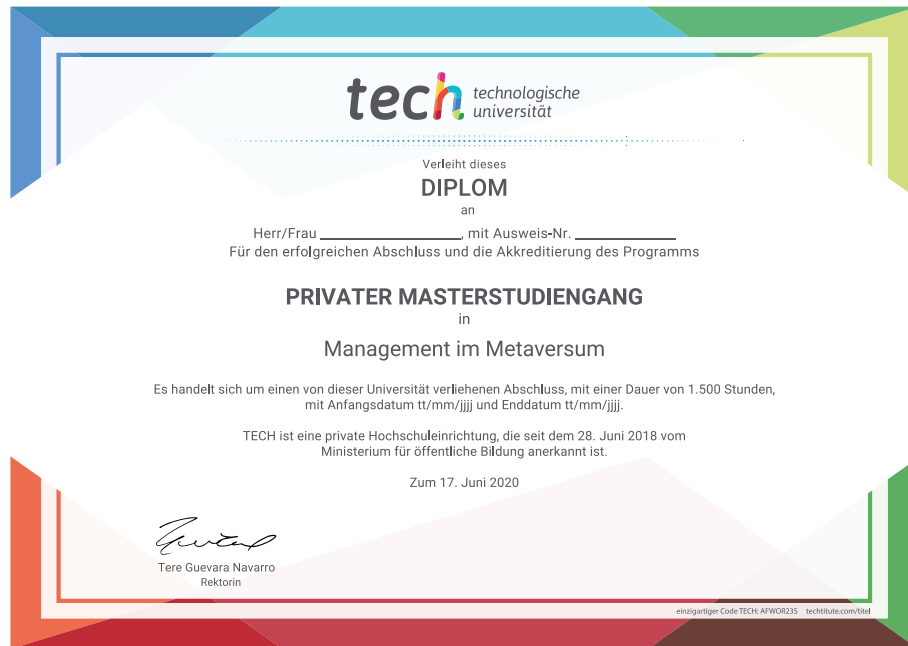 tech technologische
universität
Verleiht dieses
DIPLOM
an
Herr/Frau ____________________, mit Ausweis-Nr. ______________
Für den erfolgreichen Abschluss und die Akkreditierung des Programms
PRIVATER MASTERSTUDIENGANG
in
Management im Metaversum
Es handelt sich um einen von dieser Universität verliehenen Abschluss, mit einer Dauer von 1.500 Stunden,
mit Anfangsdatum tt/mm/jjjj und Enddatum tt/mm/jjjj.
TECH ist eine private Hochschuleinrichtung, die seit dem 28. Juni 2018 vom
Ministerium für öffentliche Bildung anerkannt ist.
Zum 17. Juni 2020
Tere Guevara Navarro
Rektorin
einzigartiger Code TECH: AFWOR23S techtitute.com/titel